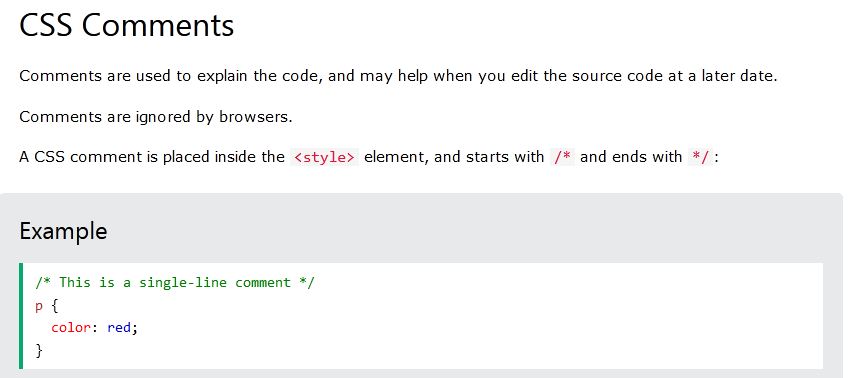 CSS Comments
Comments are used to explain the code, and may help when you edit the source code at a later date.
Comments are ignored by browsers.
A CSS comment is placed inside the <style> element, and starts with /* and ends with */ :
Example
/* This is a single-line comment */
p {
  color: red;
}